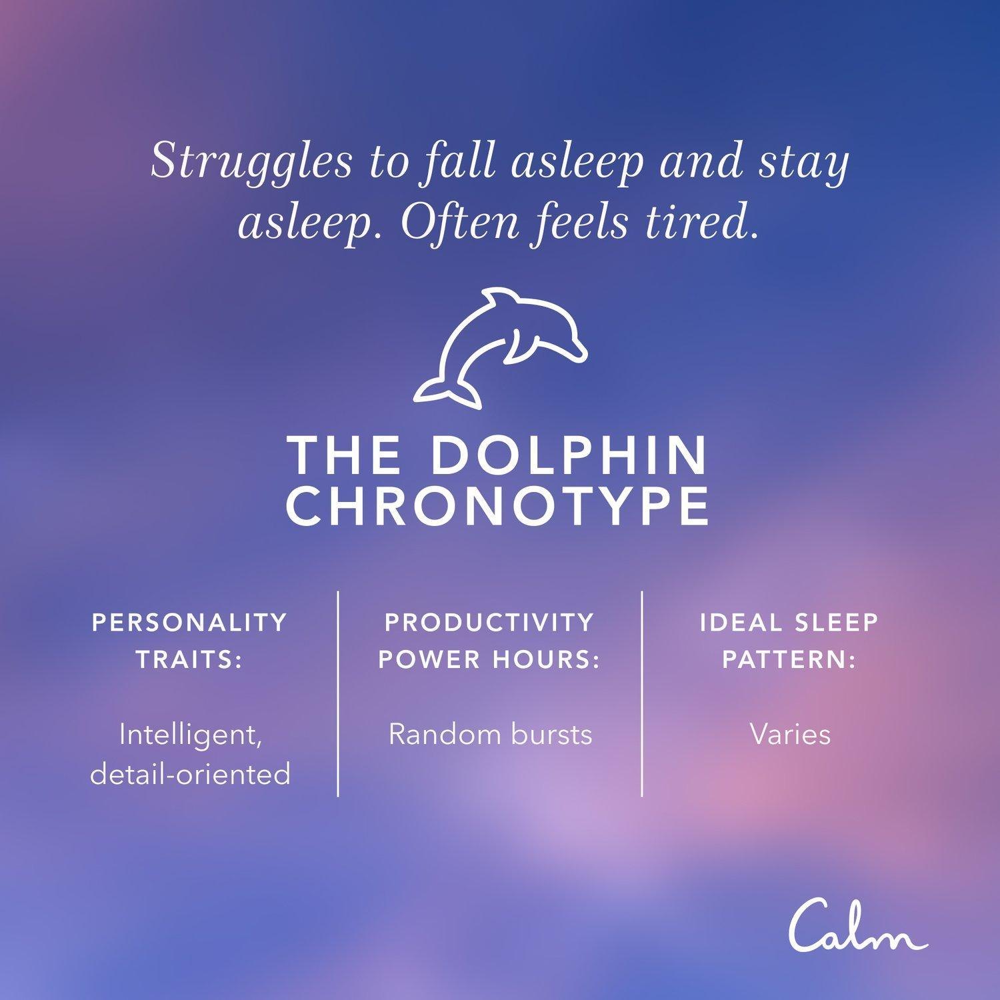 Struggles to fall asleep and stay
asleep. Often feels tired.
THE DOLPHIN
CHRONOTYPE
PERSONALITY
TRAITS:
Intelligent,
detail-oriented
PRODUCTIVITY
POWER HOURS:
Random bursts
IDEAL SLEEP
PATTERN:
Varies
Calm